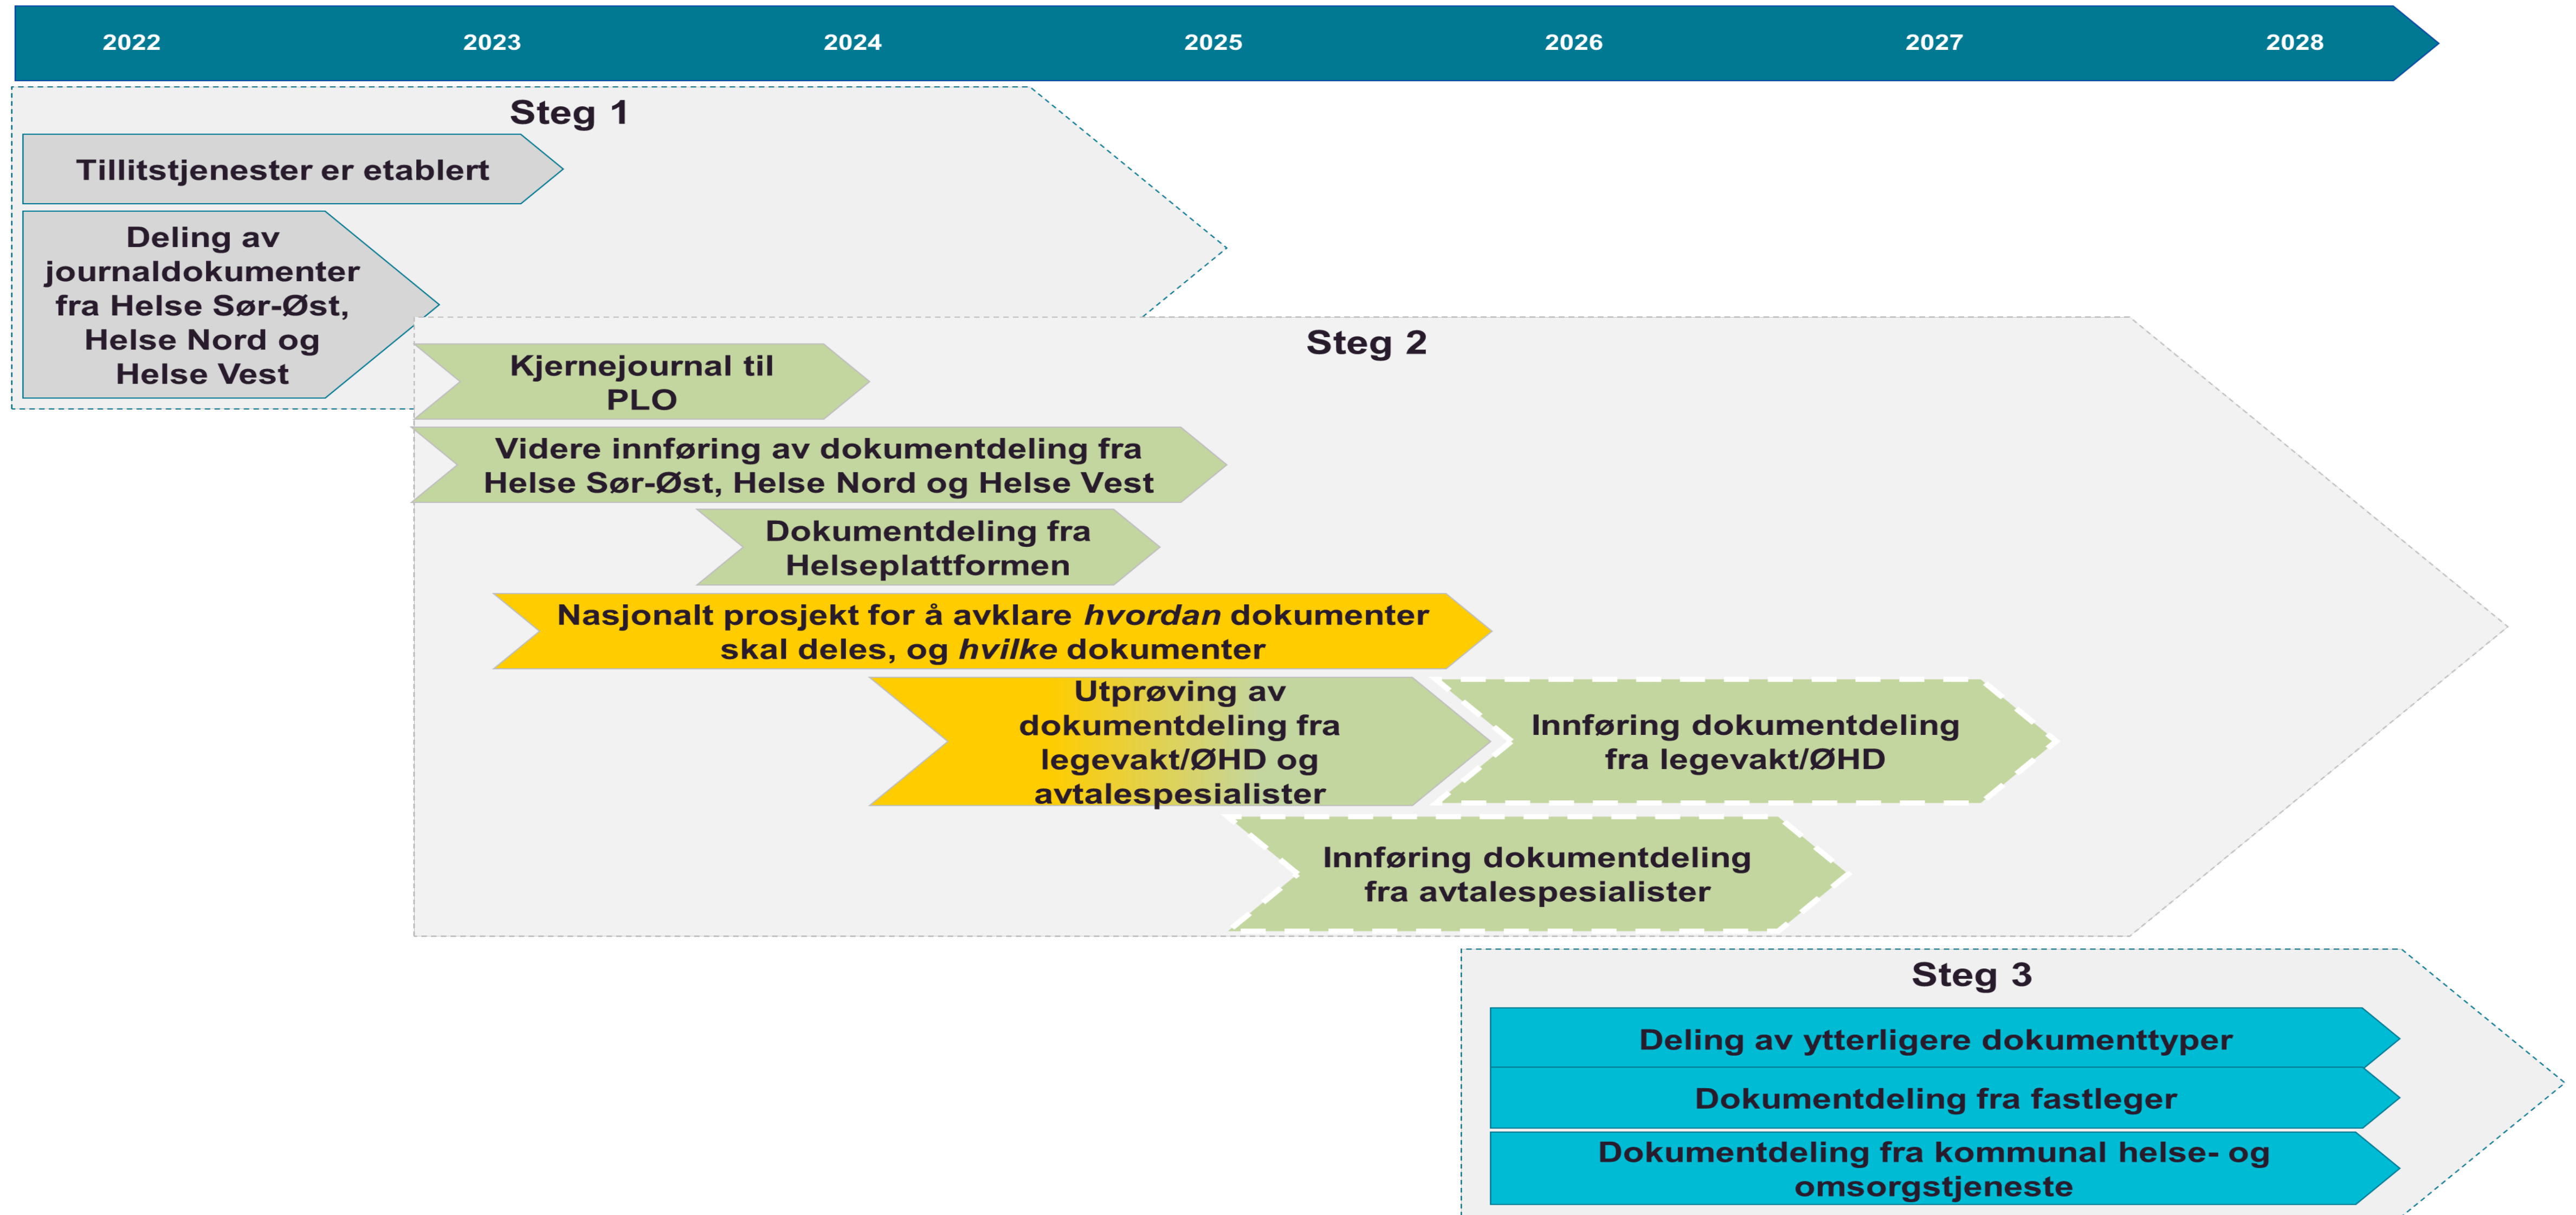 2022 2023 2024 2025 2026 2027 2028
Steg 1
Tillitstjenester er etablert
Deling av
journaldokumenter
fra Helse Sør-Øst,
Helse Nord og
Helse Vest
Steg 2
Kjernejournal til
PLO
Videre innføring av dokumentdeling fra
Helse Sør-Øst, Helse Nord og Helse Vest
Dokumentdeling fra
Helseplattformen
Nasjonalt prosjekt for å avklare hvordan dokumenter
skal deles, og hvilke dokumenter
Utprøving av
dokumentdeling fra
legevakt/ØHD og
avtalespesialister
Innføring dokumentdeling
fra legevakt/ØHD
Innføring dokumentdeling
fra avtalespesialister
Steg 3
Deling av ytterligere dokumenttyper
Dokumentdeling fra fastleger
Dokumentdeling fra kommunal helse- og
omsorgstjeneste